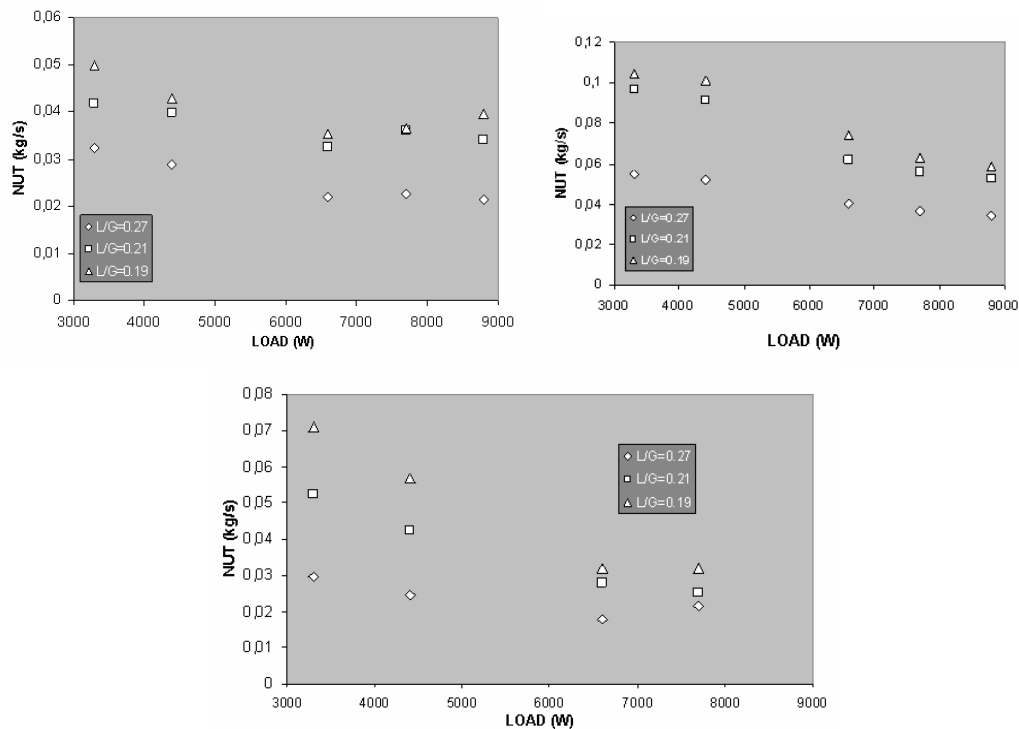 0,06
0,05
0,04
0,03
0,02
0,01
0
NUT (kg/s)
L/G=0.27
L/G=0.21
L/G=0.19
3000 4000 5000 6000 7000 8000 9000
LOAD (W)
0,12
0,1
0,08
0,06
0,04
0,02
0
NUT (kg/s)
L/G=0.27
L/G=0.21
L/G=0.19
3000 4000 5000 6000 7000 8000 9000
LOAD (W)
0,08
0,07
0,06
0,05
0,04
0,03
0,02
0,01
0
NUT (kg/s)
L/G=0.27
L/G=0.21
L/G=0.19
3000 4000 5000 6000 7000 8000 9000
LOAD (W)